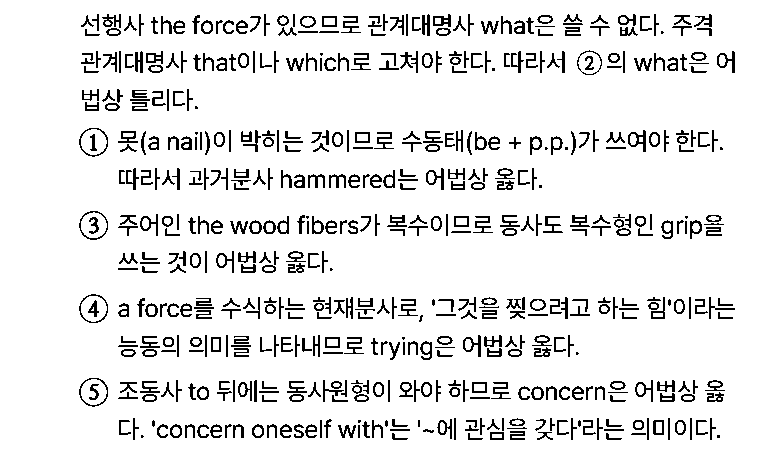 선행사 the force가 있으므로 관계대명사 what은 쓸 수 없다. 주격
관계대명사 that이나 which로 고쳐야 한다. 따라서 ②의 what은 어
법상 틀리다.
① 못(a nail)이 박히는 것이므로 수동태(be + p.p.)가 쓰여야 한다.
따라서 과거분사 hammered는 어법상 옳다.
③ 주어인 the wood fibers가 복수이므로 동사도 복수형인 grip을
쓰는 것이 어법상 옳다.
④ a force를 수식하는 현재분사로, '그것을 찢으려고 하는 힘'이라는
능동의 의미를 나타내므로 trying은 어법상 옳다.
⑤ 조동사 to 뒤에는 동사원형이 와야 하므로 concern은 어법상 옳
다. 'concern oneself with'는 '~에 관심을 갖다'라는 의미이다.